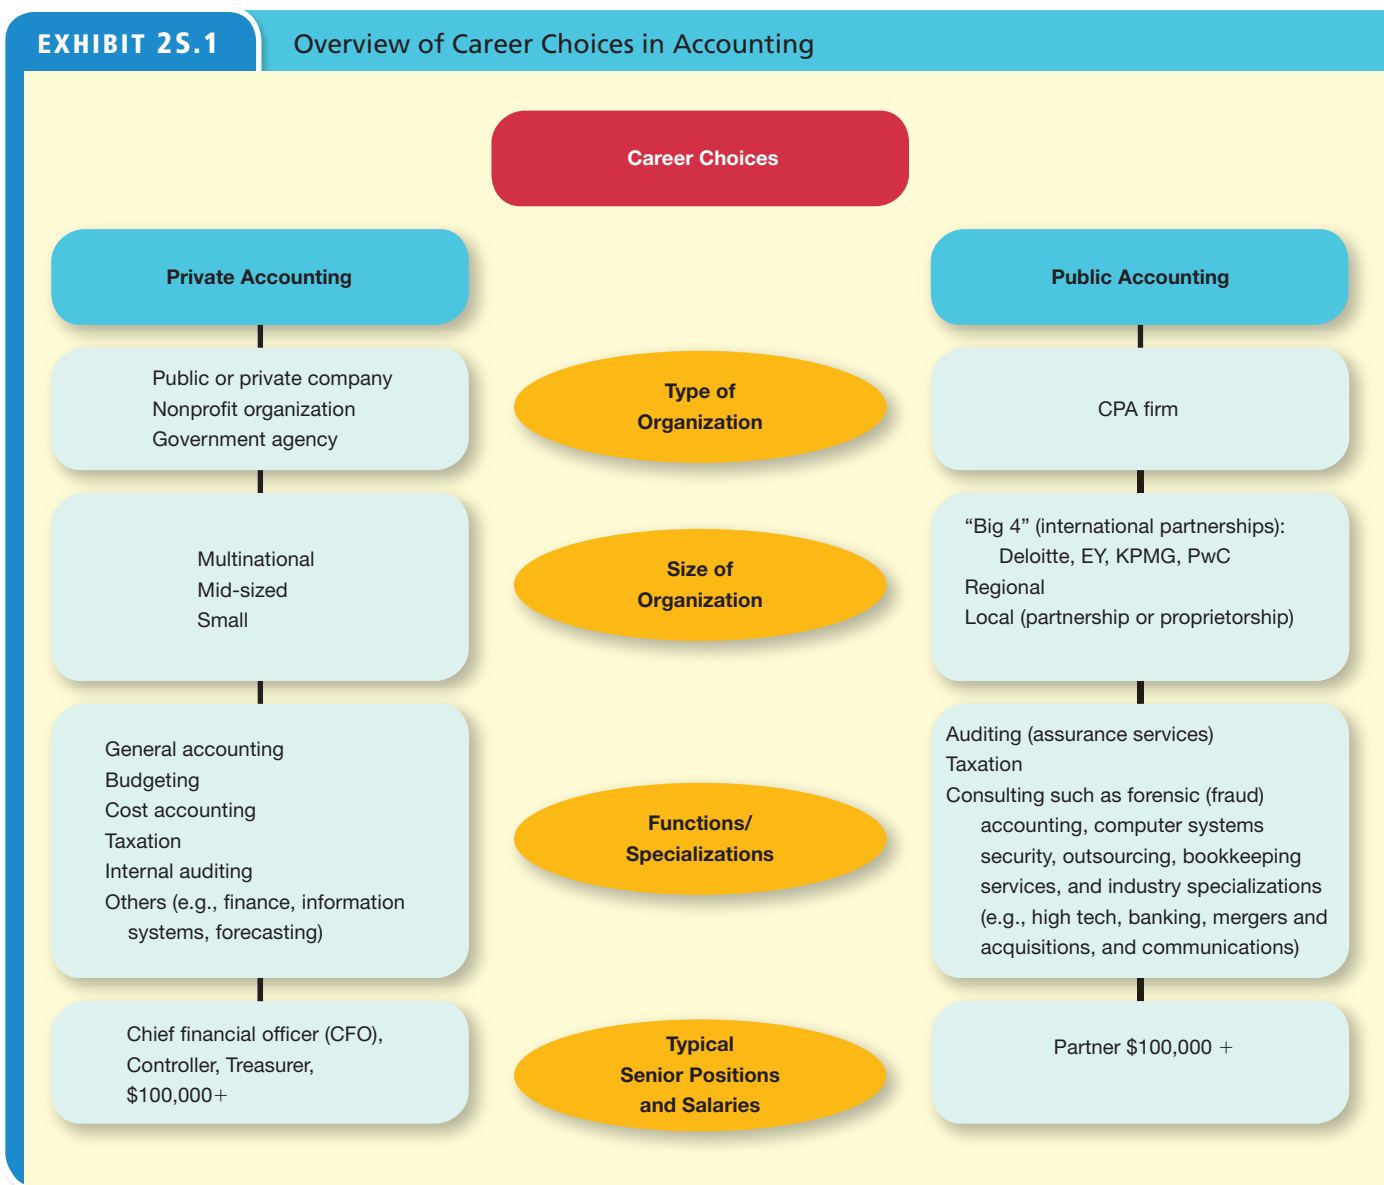 EXHIBIT 2S.1
Overview of Career Choices in Accounting
Career Choices
Private Accounting
Public Accounting
Public or private company
Nonprofit organization
Government agency
Type of
Organization
CPA firm
Multinational
Mid-sized
Small
Size of
Organization
“Big 4” (international partnerships):
Deloitte, EY, KPMG, PwC
Regional
Local (partnership or proprietorship)
General accounting
Budgeting
Cost accounting
Taxation
Internal auditing
Others (e.g., finance, information
systems, forecasting)
Functions/
Specializations
Auditing (assurance services)
Taxation
Consulting such as forensic (fraud)
accounting, computer systems
security, outsourcing, bookkeeping
services, and industry specializations
(e.g., high tech, banking, mergers and
acquisitions, and communications)
Chief financial officer (CFO),
Controller, Treasurer,
$100,000+
Typical
Senior Positions
and Salaries
Partner $100,000 +